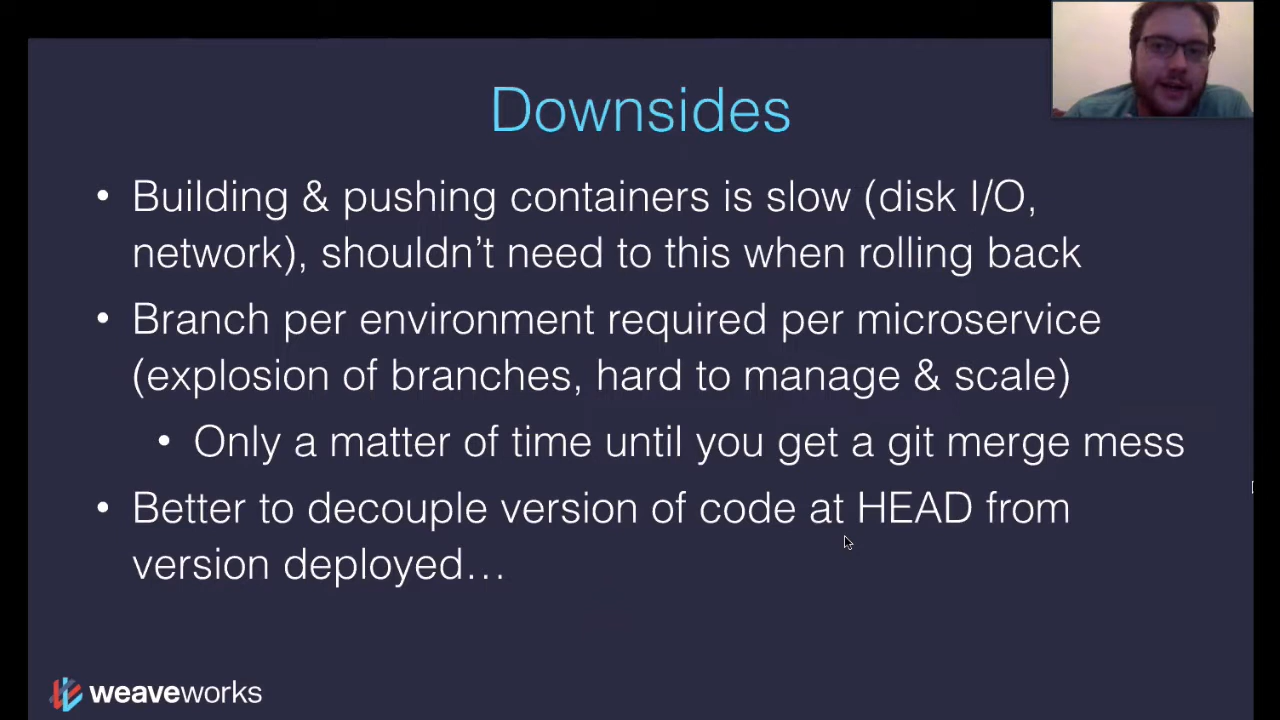 Downsides
• Building & pushing containers is slow (disk I/O,
network), shouldn't need to this when rolling back
• Branch per environment required per microservice
(explosion of branches, hard to manage & scale)
• Only a matter of time until you get a git merge mess
• Better to decouple version of code at HEAD from
version deployed...
weaveworks